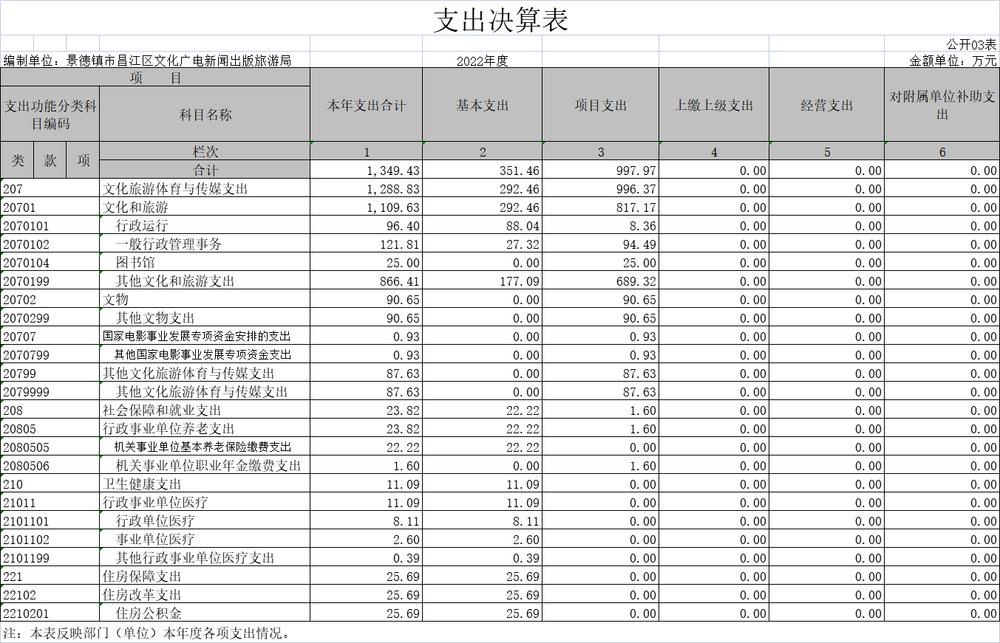 支出决算表
公开03表
编制单位：景德镇市昌江区文化广电新闻出版旅游局 2022年度 金额单位：万元
项 目 本年支出合计 基本支出 项目支出 上缴上级支出 经营支出 对附属单位补助支出
支出功能分类科目编码 科目名称
类 款 项 栏次 1 2 3 4 5 6
合计 1,349.43 351.46 997.97 0.00 0.00 0.00
207 文化旅游体育与传媒支出 1,288.83 292.46 996.37 0.00 0.00 0.00
20701 文化和旅游 1,109.63 292.46 817.17 0.00 0.00 0.00
2070101 行政运行 96.40 88.04 8.36 0.00 0.00 0.00
2070102 一般行政管理事务 121.81 27.32 94.49 0.00 0.00 0.00
2070104 图书馆 25.00 0.00 25.00 0.00 0.00 0.00
2070199 其他文化和旅游支出 866.41 177.09 689.32 0.00 0.00 0.00
20702 文物 90.65 0.00 90.65 0.00 0.00 0.00
2070299 其他文物支出 90.65 0.00 90.65 0.00 0.00 0.00
20707 国家电影事业发展专项资金安排的支出 0.93 0.00 0.93 0.00 0.00 0.00
2070799 其他国家电影事业发展专项资金支出 0.93 0.00 0.93 0.00 0.00 0.00
20799 其他文化旅游体育与传媒支出 87.63 0.00 87.63 0.00 0.00 0.00
2079999 其他文化旅游体育与传媒支出 87.63 0.00 87.63 0.00 0.00 0.00
208 社会保障和就业支出 23.82 22.22 1.60 0.00 0.00 0.00
20805 行政事业单位养老支出 23.82 22.22 1.60 0.00 0.00 0.00
2080505 机关事业单位基本养老保险缴费支出 22.22 22.22 0.00 0.00 0.00 0.00
2080506 机关事业单位职业年金缴费支出 1.60 0.00 1.60 0.00 0.00 0.00
210 卫生健康支出 11.09 11.09 0.00 0.00 0.00 0.00
21011 行政事业单位医疗 11.09 11.09 0.00 0.00 0.00 0.00
2101101 行政单位医疗 8.11 8.11 0.00 0.00 0.00 0.00
2101102 事业单位医疗 2.60 2.60 0.00 0.00 0.00 0.00
2101199 其他行政事业单位医疗支出 0.39 0.39 0.00 0.00 0.00 0.00
221 住房保障支出 25.69 25.69 0.00 0.00 0.00 0.00
22102 住房改革支出 25.69 25.69 0.00 0.00 0.00 0.00
2210201 住房公积金 25.69 25.69 0.00 0.00 0.00 0.00
注：本表反映部门（单位）本年度各项支出情况。